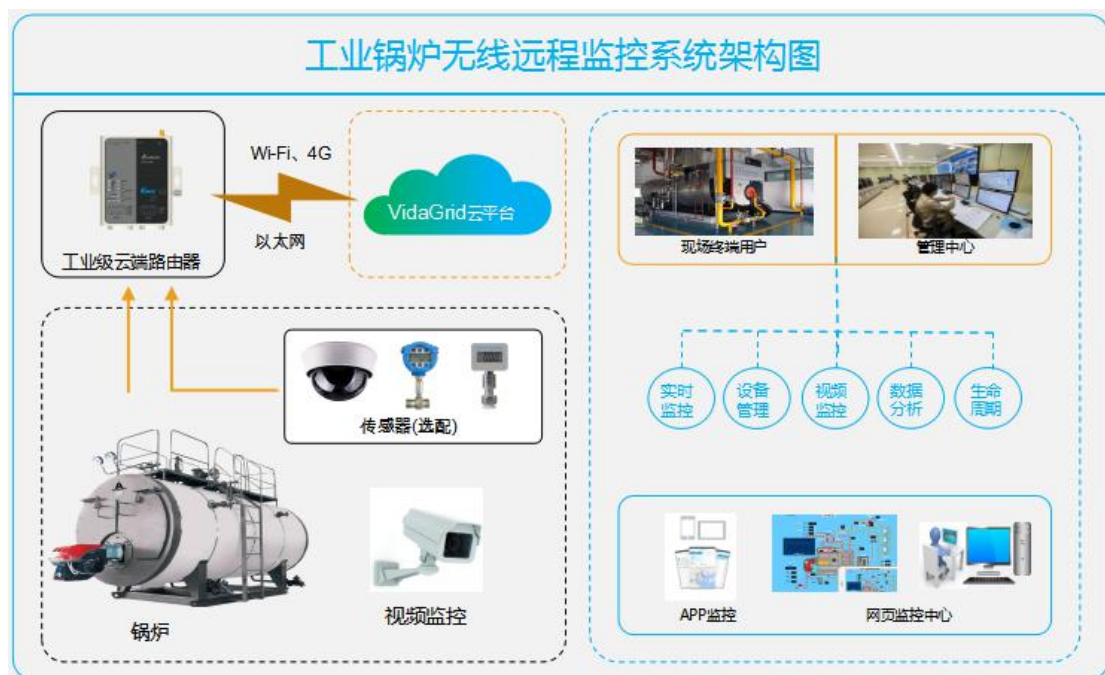 工业锅炉无线远程监控系统架构图
Wi-Fi、4G
以太网
工业级云端路由器
VidaGrid云平台
传感器(选配)
锅炉
视频监控
现场终端用户
管理中心
实时
监控
设备
管理
视频
监控
数据
分析
生命
周期
APP监控
网页监控中心